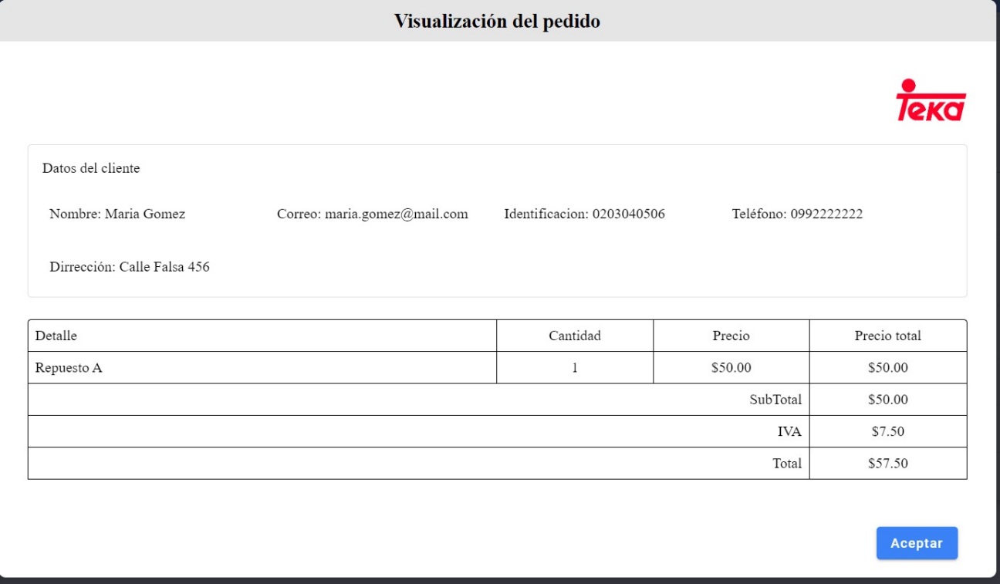 Visualización del pedido
Teka
Datos del cliente
Nombre: Maria Gomez Correo: maria.gomez@mail.com Identificacion: 0203040506 Teléfono: 0992222222
Dirrección: Calle Falsa 456
Detalle Cantidad Precio Precio total
Repuesto A 1 $50.00 $50.00
SubTotal $50.00
IVA $7.50
Total $57.50
Aceptar